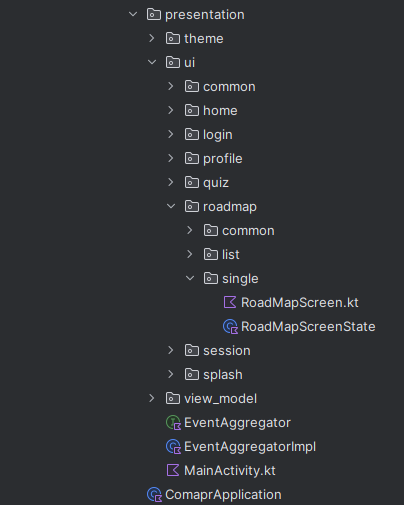 presentation
theme
ui
common
home
login
profile
quiz
roadmap
common
list
single
RoadMapScreen.kt
RoadMapScreenState
session
splash
view_model
EventAggregator
EventAggregatorImpl
MainActivity.kt
ComaprApplication